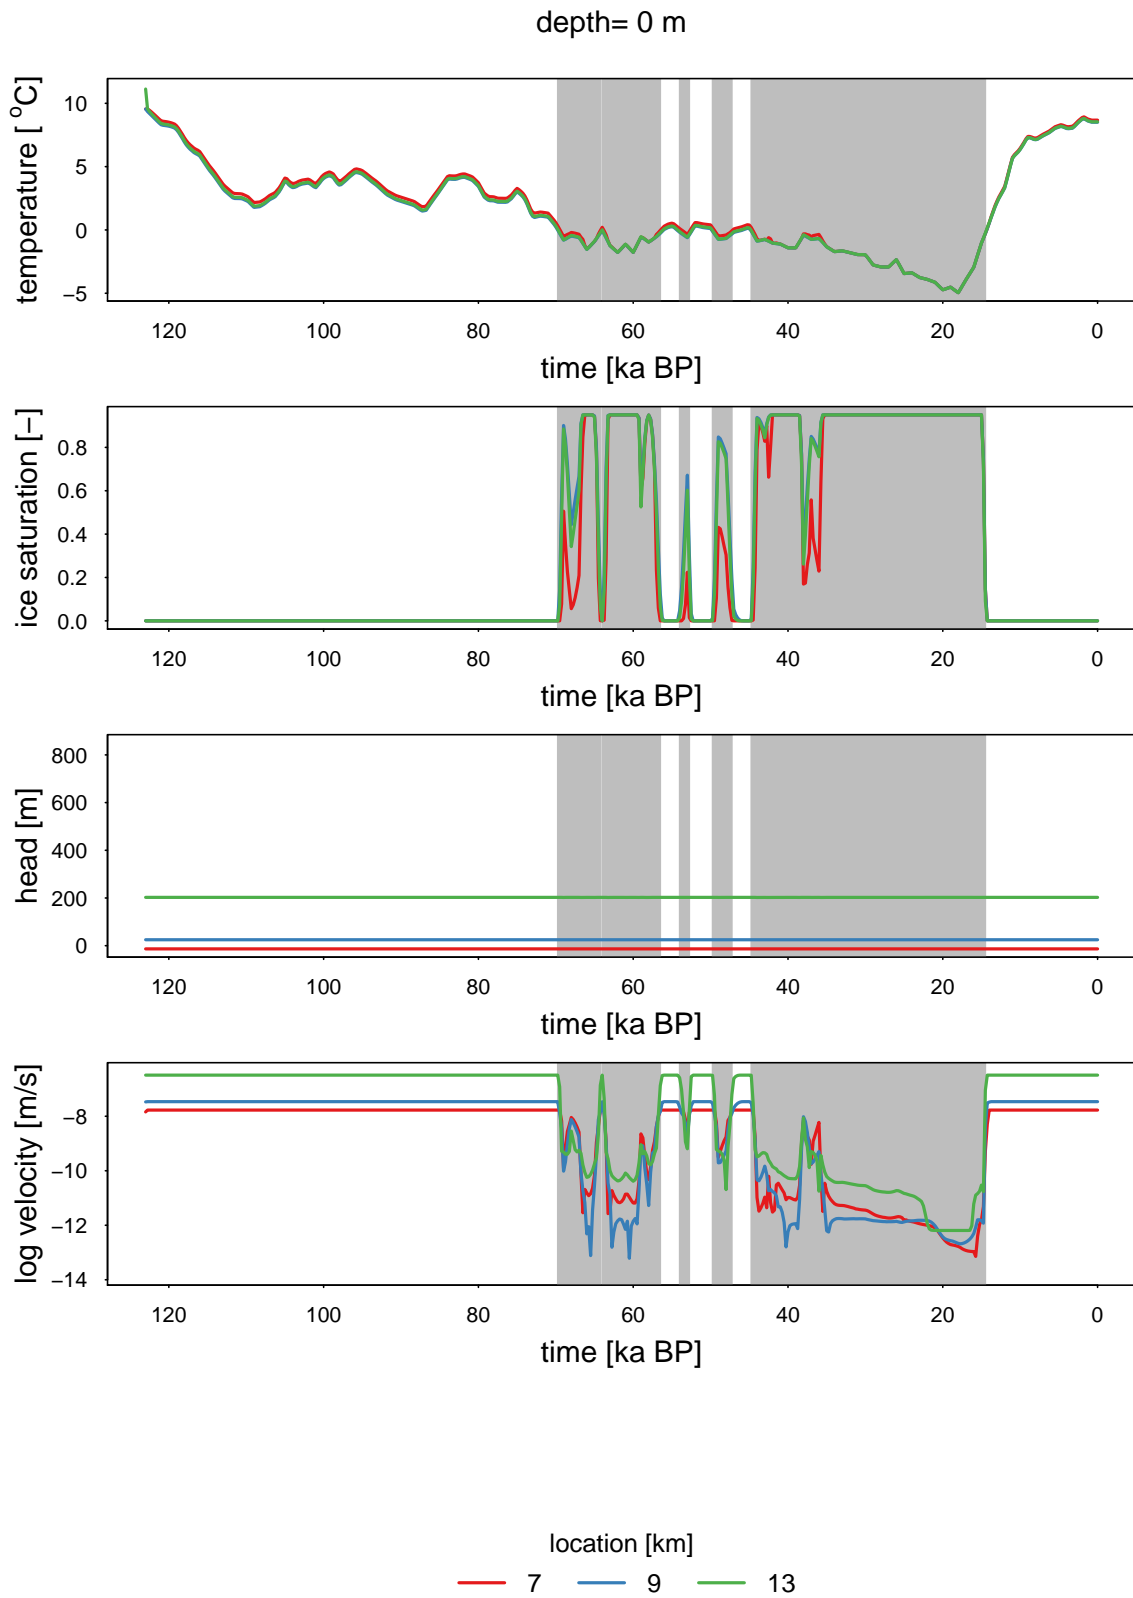 depth= 0 m
temperature [ °C]
10
5
0
−5
120 100 80 60 40 20 0
time [ka BP]
ice saturation [−]
0.8
0.6
0.4
0.2
0.0
120 100 80 60 40 20 0
time [ka BP]
head [m]
800
600
400
200
0
120 100 80 60 40 20 0
time [ka BP]
log velocity [m/s]
−8
−10
−12
−14
120 100 80 60 40 20 0
time [ka BP]
location [km]
7 9 13